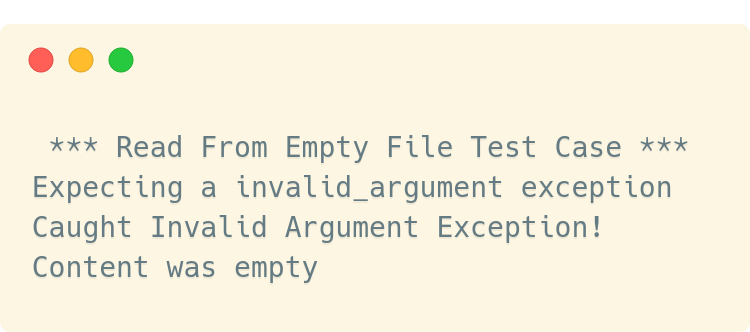 *** Read From Empty File Test Case ***
Expecting a invalid_argument exception
Caught Invalid Argument Exception!
Content was empty